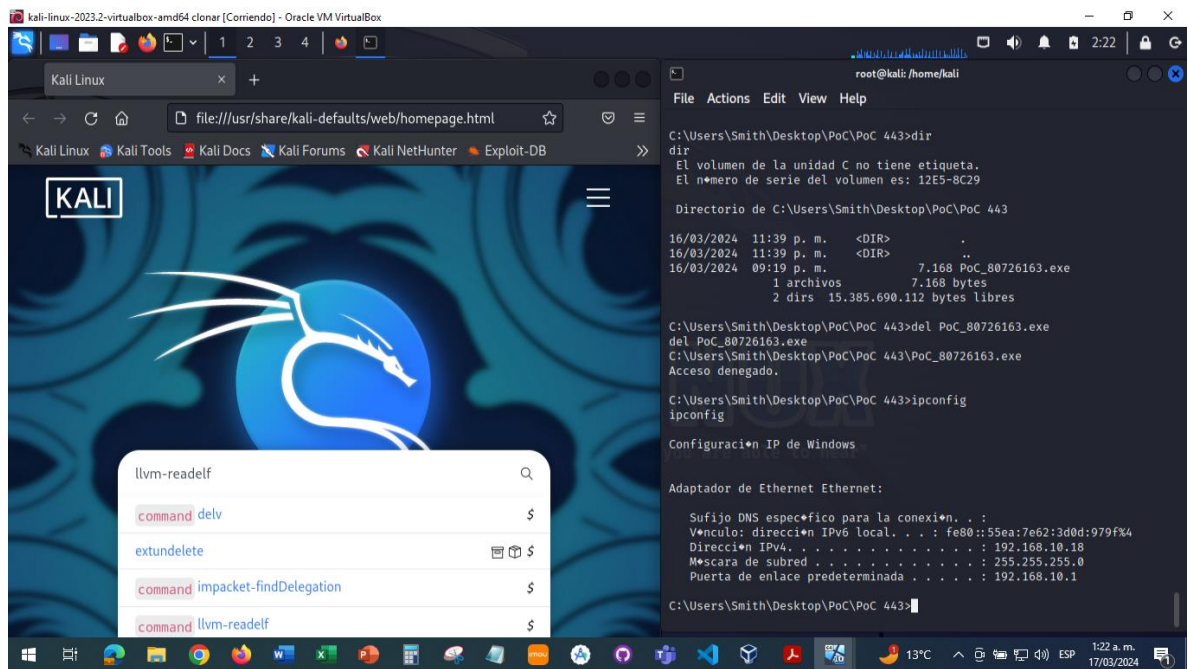 kali-linux-2023.2-virtualbox-amd64 clonar [Corriendo] - Oracle VM VirtualBox
1 2 3 4
2:22
Kali Linux
file:///usr/share/kali-defaults/web/homepage.html
Kali Linux Kali Tools Kali Docs Kali Forums Kali NetHunter Exploit-DB
KALI
llvm-readelf
command delv
extundelete
command impacket-findDelegation
command llvm-readelf
root@kali: /home/kali
File Actions Edit View Help
C:\Users\Smith\Desktop\PoC\PoC 443>dir
dir
El volumen de la unidad C no tiene etiqueta.
El n�mero de serie del volumen es: 12E5-8C29
Directorio de C:\Users\Smith\Desktop\PoC\PoC 443
16/03/2024 11:39 p. m. <DIR> .
16/03/2024 11:39 p. m. <DIR> ..
16/03/2024 09:19 p. m. 7.168 PoC_80726163.exe
1 archivos 7.168 bytes
2 dirs 15.385.690.112 bytes libres
C:\Users\Smith\Desktop\PoC\PoC 443>del PoC_80726163.exe
del PoC_80726163.exe
C:\Users\Smith\Desktop\PoC\PoC 443\PoC_80726163.exe
Acceso denegado.
C:\Users\Smith\Desktop\PoC\PoC 443>ipconfig
ipconfig
Configuraci�n IP de Windows
Adaptador de Ethernet Ethernet:
Sufijo DNS espec�fico para la conexi�n. . :
V�nculo: direcci�n IPv6 local. . . : fe80::55ea:7e62:3d0d:979f%4
Direcci�n IPv4. . . . . . . . . . . . . . : 192.168.10.18
M�scara de subred . . . . . . . . . . . . : 255.255.255.0
Puerta de enlace predeterminada . . . . . : 192.168.10.1
C:\Users\Smith\Desktop\PoC\PoC 443>
13°C
ESP
1:22 a. m.
17/03/2024